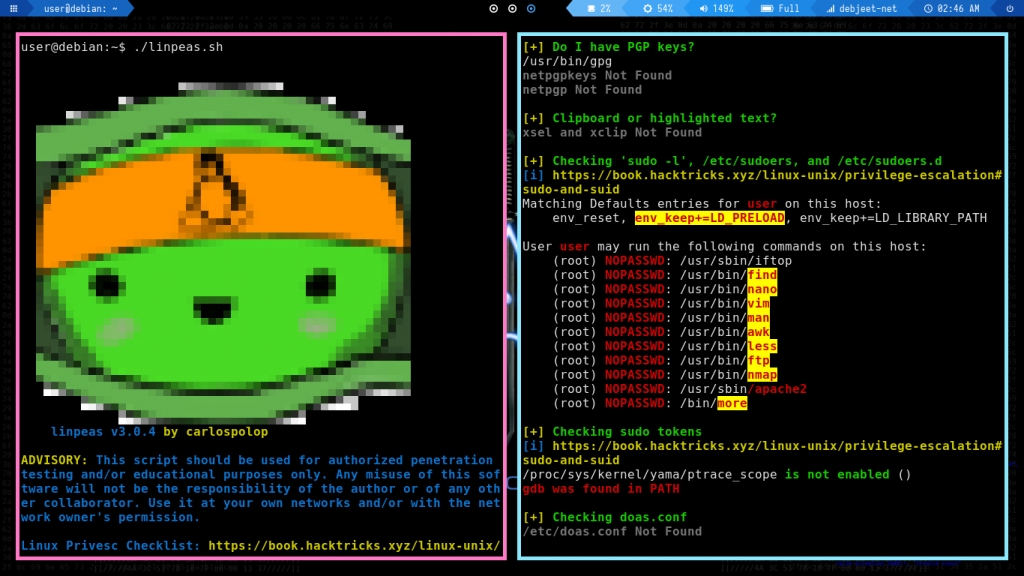 user@debian: ~
2%
54%
149%
Full
debjeet-net
02:46 AM
user@debian:~$ ./linpeas.sh
linpeas v3.0.4 by carlospolop
ADVISORY: This script should be used for authorized penetration
testing and/or educational purposes only. Any misuse of this sof
tware will not be the responsibility of the author or of any oth
er collaborator. Use it at your own networks and/or with the net
work owner's permission.
Linux Privesc Checklist: https://book.hacktricks.xyz/linux-unix/
[+] Do I have PGP keys?
/usr/bin/gpg
netpgpkeys Not Found
netpgp Not Found
[+] Clipboard or highlighted text?
xsel and xclip Not Found
[+] Checking 'sudo -l', /etc/sudoers, and /etc/sudoers.d
[i] https://book.hacktricks.xyz/linux-unix/privilege-escalation#
sudo-and-suid
Matching Defaults entries for user on this host:
env_reset, env_keep+=LD_PRELOAD, env_keep+=LD_LIBRARY_PATH
User user may run the following commands on this host:
(root) NOPASSWD: /usr/sbin/iftop
(root) NOPASSWD: /usr/bin/find
(root) NOPASSWD: /usr/bin/nano
(root) NOPASSWD: /usr/bin/vim
(root) NOPASSWD: /usr/bin/man
(root) NOPASSWD: /usr/bin/awk
(root) NOPASSWD: /usr/bin/less
(root) NOPASSWD: /usr/bin/ftp
(root) NOPASSWD: /usr/bin/nmap
(root) NOPASSWD: /usr/sbin/apache2
(root) NOPASSWD: /bin/more
[+] Checking sudo tokens
[i] https://book.hacktricks.xyz/linux-unix/privilege-escalation#
sudo-and-suid
/proc/sys/kernel/yama/ptrace_scope is not enabled ()
gdb was found in PATH
[+] Checking doas.conf
/etc/doas.conf Not Found